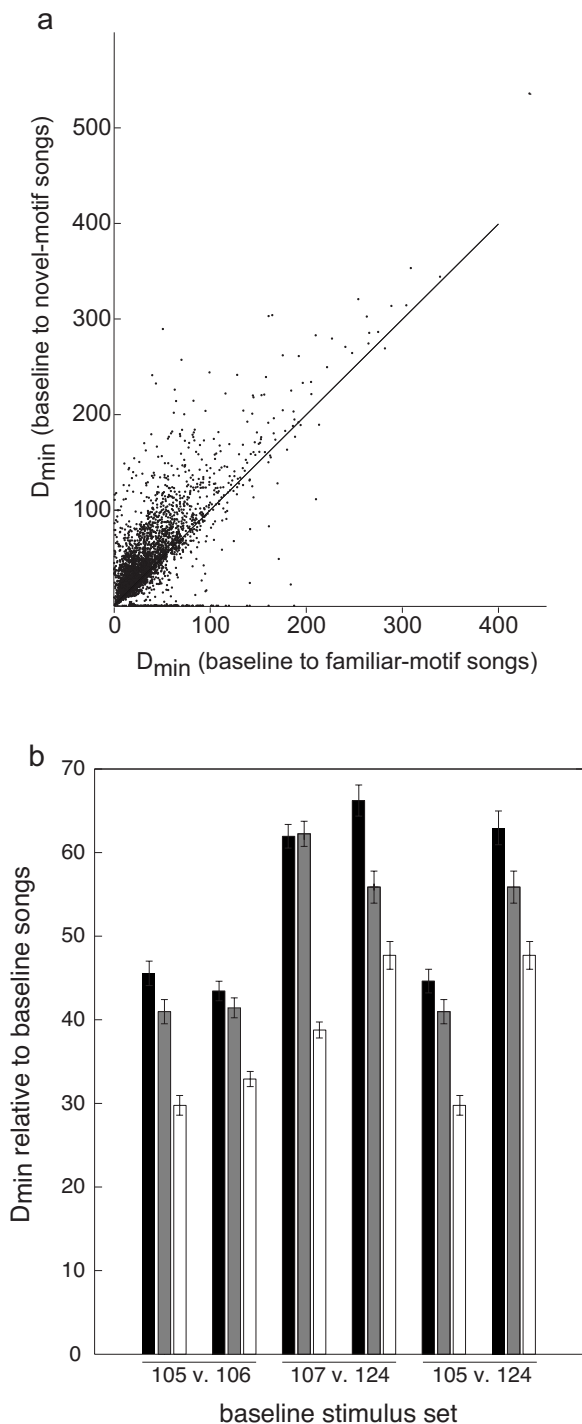 a
500
400
300
200
100
0 100 200 300 400
Dmin (baseline to novel-motif songs)
Dmin (baseline to familiar-motif songs)
b
70
60
50
40
30
20
10
0
Dmin relative to baseline songs
105 v. 106 107 v. 124 105 v. 124
baseline stimulus set